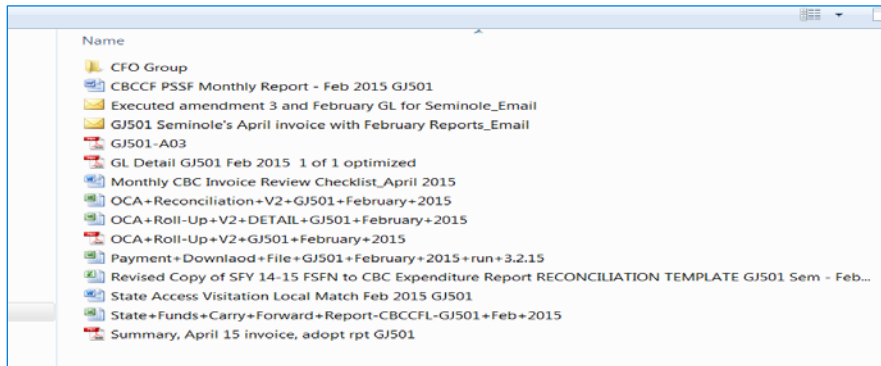 Name
CFO Group
CBCCF PSSF Monthly Report - Feb 2015 GJ501
Executed amendment 3 and February GL for Seminole_Email
GJ501 Seminole's April invoice with February Reports_Email
GJ501-A03
GL Detail GJ501 Feb 2015 1 of 1 optimized
Monthly CBC Invoice Review Checklist_April 2015
OCA+Reconciliation+V2+GJ501+February+2015
OCA+Roll-Up+V2+DETAIL+GJ501+February+2015
OCA+Roll-Up+V2+GJ501+February+2015
Payment+Downlaod+File+GJ501+February+2015+run+3.2.15
Revised Copy of SFY 14-15 FSFN to CBC Expenditure Report RECONCILIATION TEMPLATE GJ501 Sem - Feb...
State Access Visitation Local Match Feb 2015 GJ501
State+Funds+Carry+Forward+Report-CBCCFL-GJ501+Feb+2015
Summary, April 15 invoice, adopt rpt GJ501